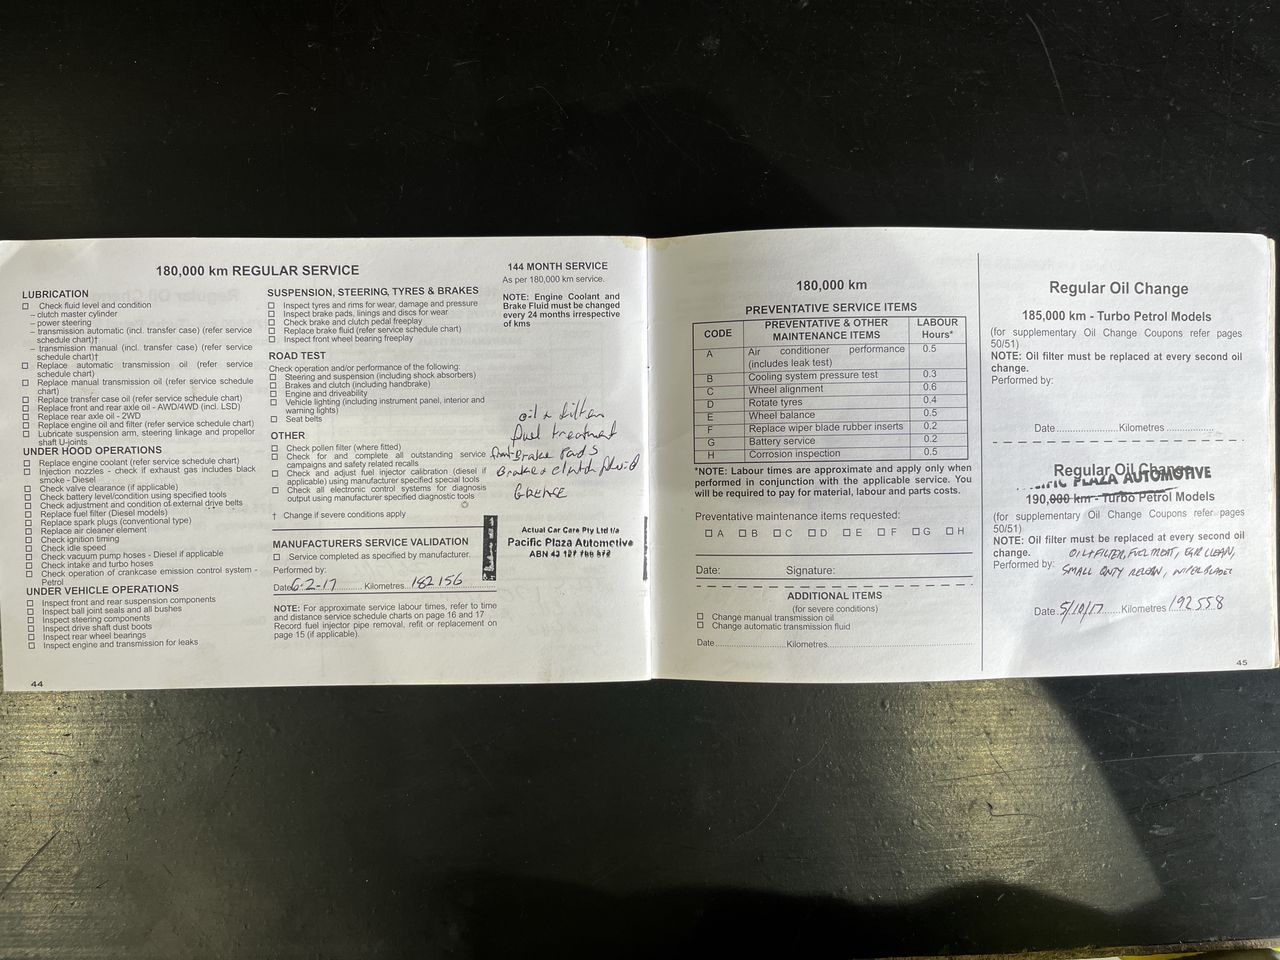 180,000 km REGULAR SERVICE
LUBRICATION
Check fluid level and condition
– clutch master cylinder
– power steering
– transmission automatic (incl. transfer case) (refer service
schedule chart)†
– transmission manual (incl. transfer case) (refer service
schedule chart)†
Replace automatic transmission oil (refer service
schedule chart)
Replace manual transmission oil (refer service schedule
chart)
Replace transfer case oil (refer service schedule chart)
Replace front and rear axle oil - AWD/4WD (incl. LSD)
Replace rear axle oil - 2WD
Replace engine oil and filter (refer service schedule chart)
Lubricate suspension arm, steering linkage and propellor
shaft U-joints
UNDER HOOD OPERATIONS
Replace engine coolant (refer service schedule chart)
Injection nozzles - check if exhaust gas includes black
smoke - Diesel
Check valve clearance (if applicable)
Check battery level/condition using specified tools
Check adjustment and condition of external drive belts
Replace fuel filter (Diesel models)
Replace spark plugs (conventional type)
Replace air cleaner element
Check ignition timing
Check idle speed
Check vacuum pump hoses - Diesel if applicable
Check intake and turbo hoses
Check operation of crankcase emission control system -
Petrol
UNDER VEHICLE OPERATIONS
Inspect front and rear suspension components
Inspect ball joint seals and all bushes
Inspect steering components
Inspect drive shaft dust boots
Inspect rear wheel bearings
Inspect engine and transmission for leaks
44
SUSPENSION, STEERING, TYRES & BRAKES
Inspect tyres and rims for wear, damage and pressure
Inspect brake pads, linings and discs for wear
Check brake and clutch pedal freeplay
Replace brake fluid (refer service schedule chart)
Inspect front wheel bearing freeplay
ROAD TEST
Check operation and/or performance of the following:
Steering and suspension (including shock absorbers)
Brakes and clutch (including handbrake)
Engine and driveability
Vehicle lighting (including instrument panel, interior and
warning lights)
Seat belts
OTHER
Check pollen filter (where fitted)
Check for and complete all outstanding service
campaigns and safety related recalls
Check and adjust fuel injector calibration (diesel if
applicable) using manufacturer specified special tools
Check all electronic control systems for diagnosis
output using manufacturer specified diagnostic tools
† Change if severe conditions apply
MANUFACTURERS SERVICE VALIDATION
Service completed as specified by manufacturer.
Performed by:
Date 6-2-17 Kilometres 182156
NOTE: For approximate service labour times, refer to time
and distance service schedule charts on page 16 and 17
Record fuel injector pipe removal, refit or replacement on
page 15 (if applicable).
144 MONTH SERVICE
As per 180,000 km service.
NOTE: Engine Coolant and
Brake Fluid must be changed
every 24 months irrespective
of kms
oil & filter
fuel treatment
front Brake Pads
Brake & clutch fluid
Actual Car Care Pty Ltd t/a
Pacific Plaza Automotive
180,000 km
PREVENTATIVE SERVICE ITEMS
CODE PREVENTATIVE & OTHER MAINTENANCE ITEMS LABOUR Hours*
A Air conditioner performance (includes leak test) 0.5
B Cooling system pressure test 0.3
C Wheel alignment 0.6
D Rotate tyres 0.4
E Wheel balance 0.5
F Replace wiper blade rubber inserts 0.2
G Battery service 0.2
H Corrosion inspection 0.5
*NOTE: Labour times are approximate and apply only when
performed in conjunction with the applicable service. You
will be required to pay for material, labour and parts costs.
Preventative maintenance items requested:
A B C D E F G H
Date: Signature:
ADDITIONAL ITEMS
(for severe conditions)
Change manual transmission oil
Change automatic transmission fluid
Date Kilometres
Regular Oil Change
185,000 km - Turbo Petrol Models
(for supplementary Oil Change Coupons refer pages
50/51)
NOTE: Oil filter must be replaced at every second oil
change.
Performed by:
Date Kilometres
Regular Oil Change
PLAZA AUTOMOTIVE
190,000 km - Turbo Petrol Models
(for supplementary Oil Change Coupons refer pages
50/51)
NOTE: Oil filter must be replaced at every second oil
change.
OIL+FILTER, FUEL TREAT, CLEAN,
Performed by: SMALL QNTY WIPER BLADES
Date 5/10/17 Kilometres 192558
45